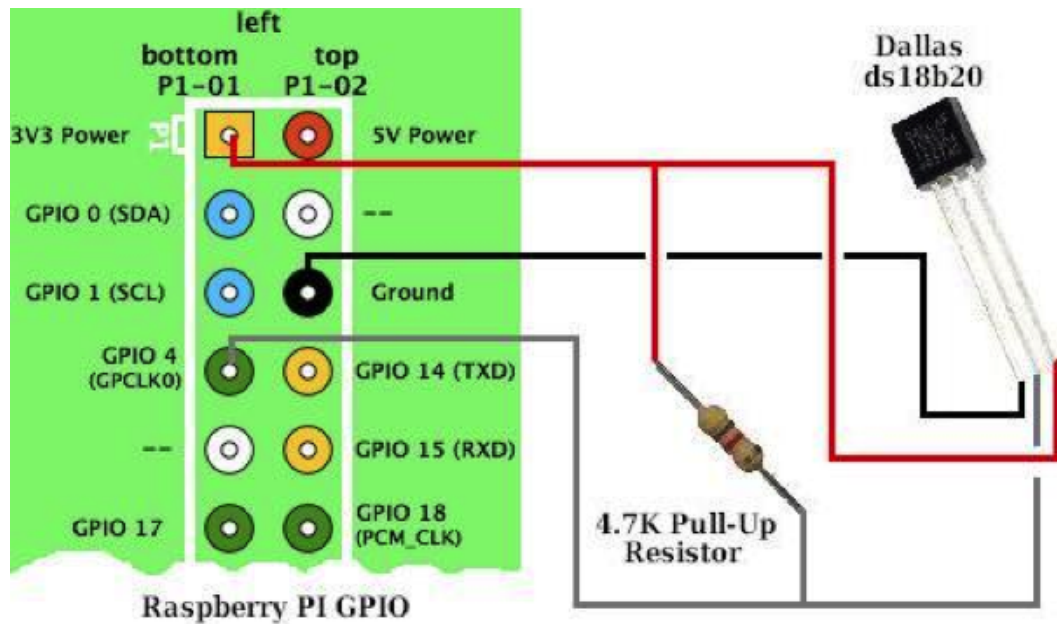 left
bottom top
P1-01 P1-02
3V3 Power P1 5V Power
GPIO 0 (SDA) --
GPIO 1 (SCL) Ground
GPIO 4
(GPCLK0)
GPIO 14 (TXD)
-- GPIO 15 (RXD)
GPIO 17
GPIO 18
(PCM_CLK)
Raspberry PI GPIO
Dallas
ds18b20
4.7K Pull-Up
Resistor